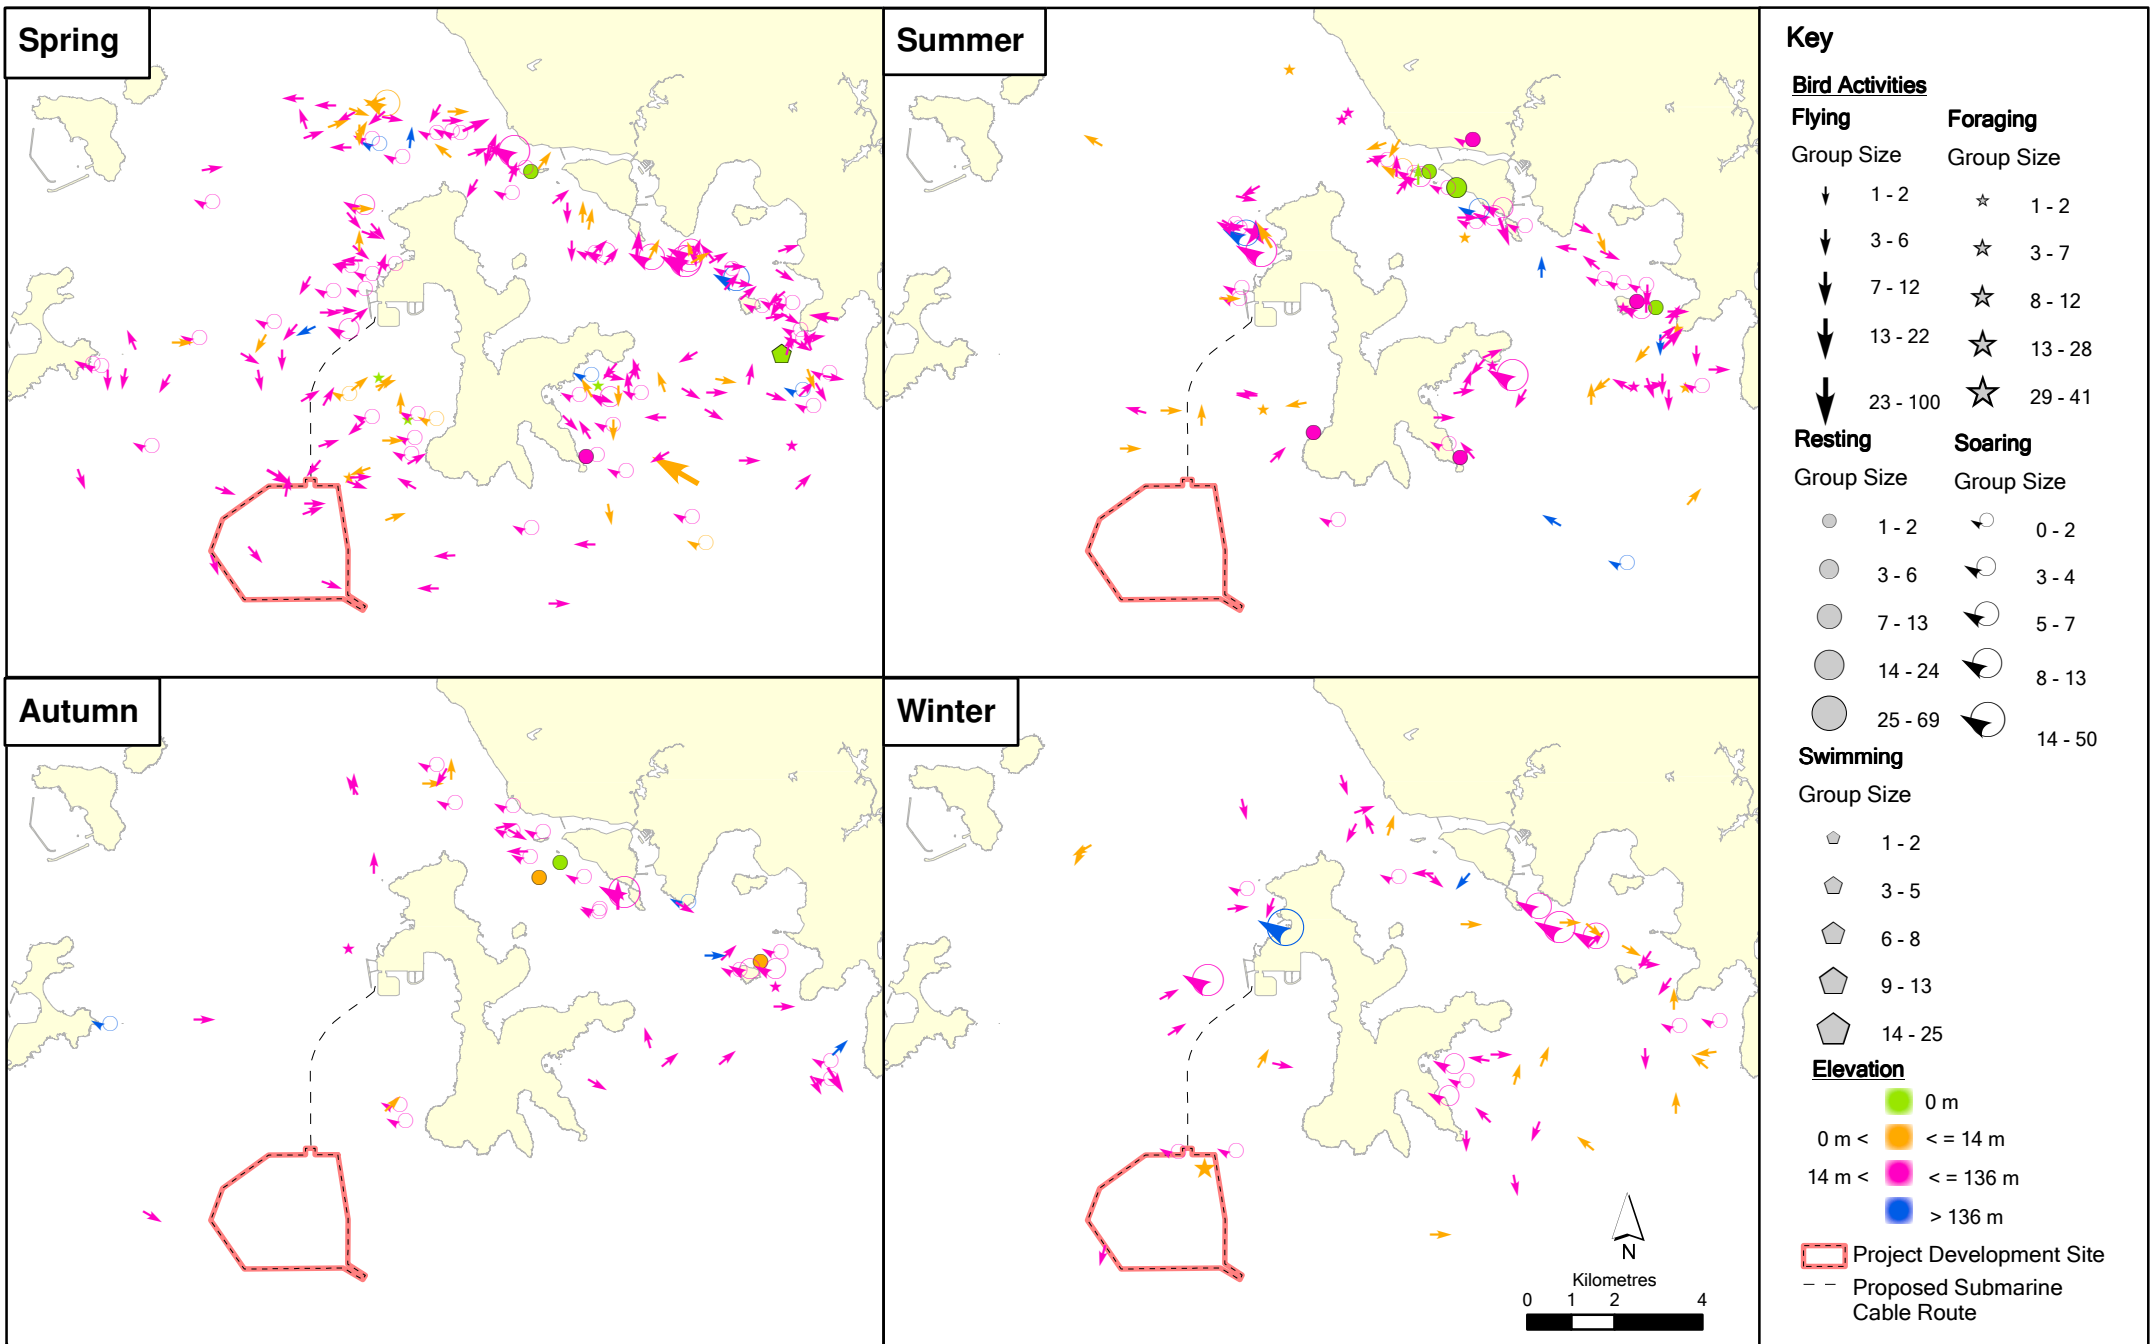 Spring
Summer
Autumn
Winter
Key
Bird Activities
Flying
Group Size
1 - 2
3 - 6
7 - 12
13 - 22
23 - 100
Foraging
Group Size
1 - 2
3 - 7
8 - 12
13 - 28
29 - 41
Resting
Group Size
1 - 2
3 - 6
7 - 13
14 - 24
25 - 69
Soaring
Group Size
0 - 2
3 - 4
5 - 7
8 - 13
14 - 50
Swimming
Group Size
1 - 2
3 - 5
6 - 8
9 - 13
14 - 25
Elevation
0 m
0 m < < = 14 m
14 m < < = 136 m
> 136 m
Project Development Site
Proposed Submarine
Cable Route
N
Kilometres
0 1 2 4